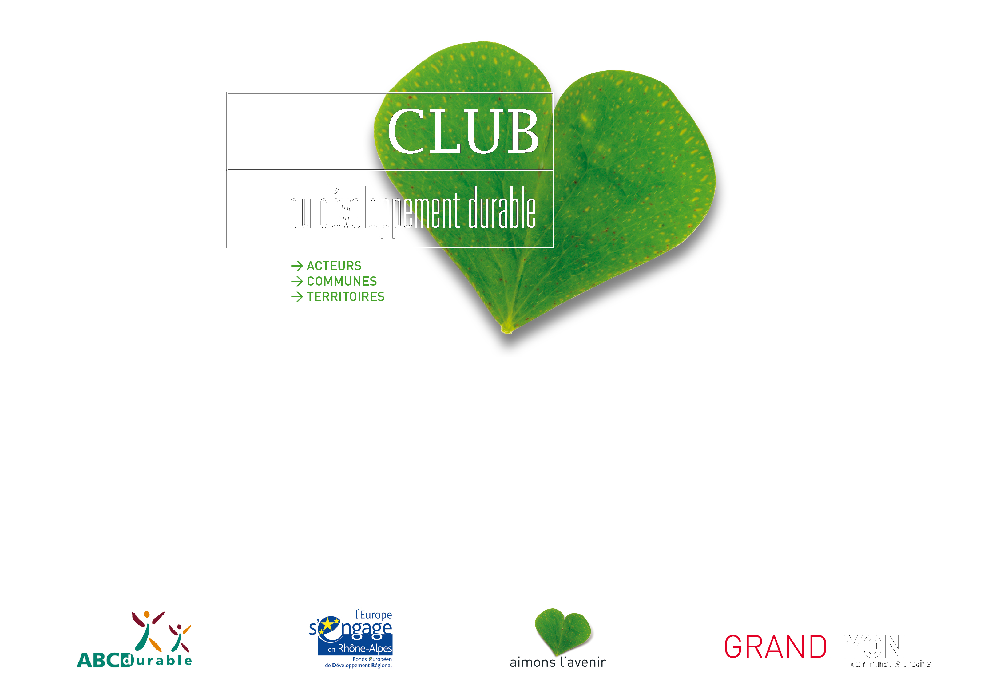 CLUB
du développement durable
→ ACTEURS
→ COMMUNES
→ TERRITOIRES
ABCDdurable
l'Europe
s'engage
en Rhône-Alpes
Fonds européen
de Développement Régional
aimons l'avenir
GRANDLYON
communauté urbaine